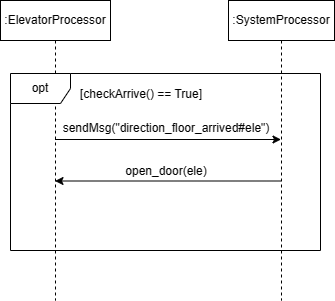 :ElevatorProcessor
:SystemProcessor
opt
[checkArrive() == True]
sendMsg("direction_floor_arrived#ele")
open_door(ele)